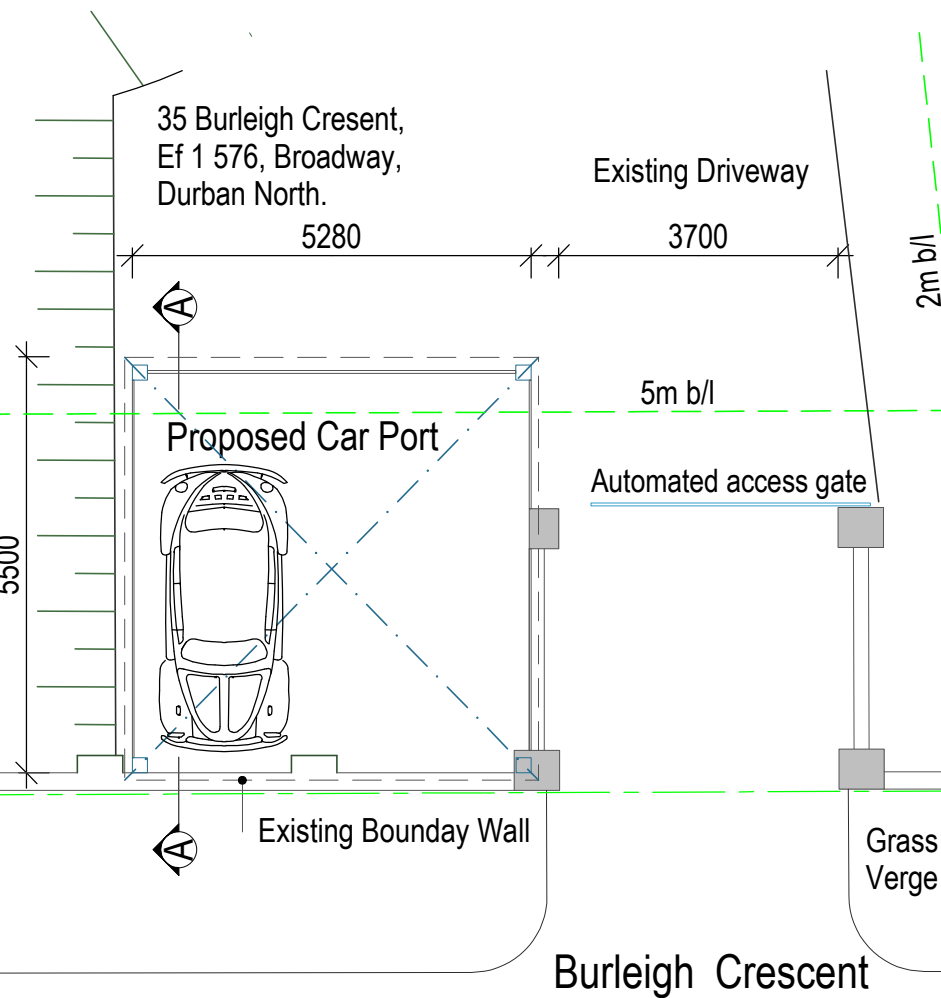 35 Burleigh Cresent,
Ef 1 576, Broadway,
Durban North.
Existing Driveway
5280
3700
2m b/l
A
5m b/l
Proposed Car Port
Automated access gate
5500
Existing Bounday Wall
A
Grass
Verge
Burleigh Crescent